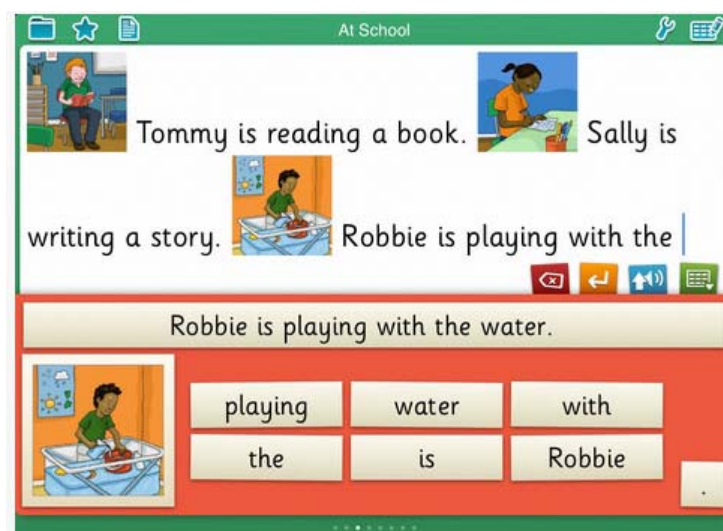 At School
Tommy is reading a book. Sally is
writing a story. Robbie is playing with the
Robbie is playing with the water.
playing water with
the is Robbie
.